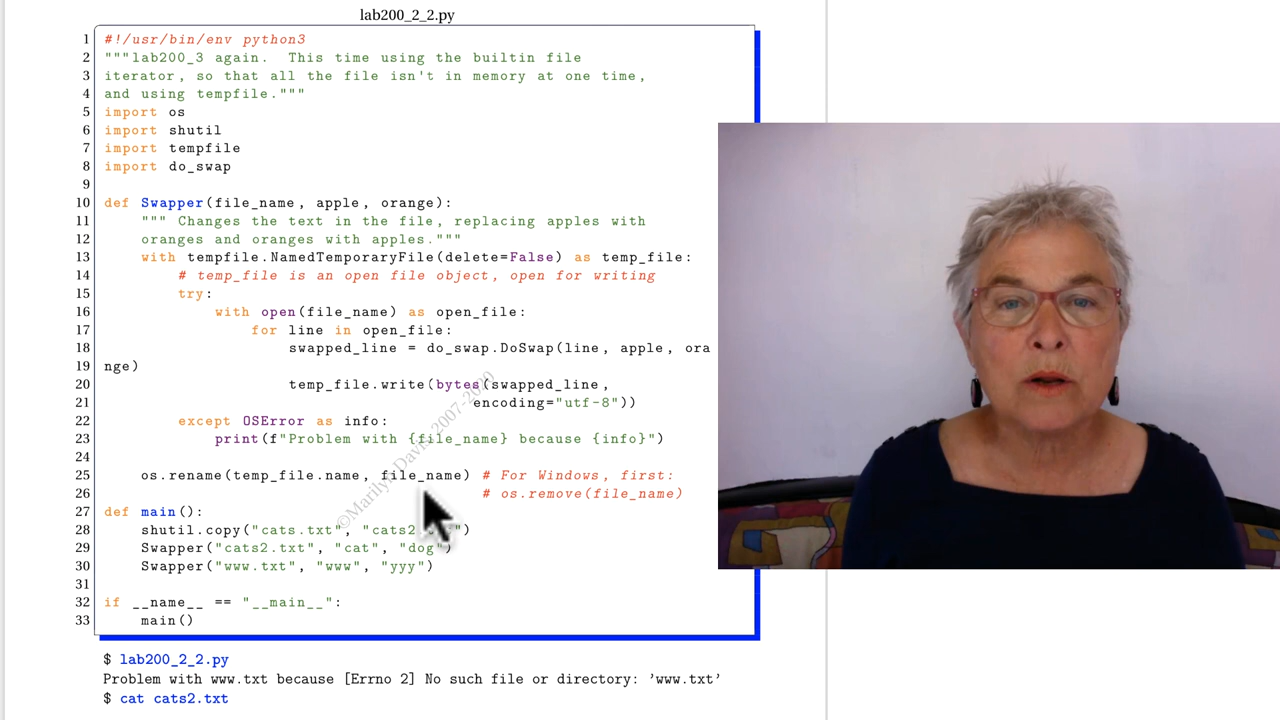 lab200_2_2.py
1 #!/usr/bin/env python3
2 """lab200_3 again.  This time using the builtin file
3 iterator, so that all the file isn't in memory at one time,
4 and using tempfile."""
5 import os
6 import shutil
7 import tempfile
8 import do_swap
9
10 def Swapper(file_name, apple, orange):
11     """ Changes the text in the file, replacing apples with
12     oranges and oranges with apples."""
13     with tempfile.NamedTemporaryFile(delete=False) as temp_file:
14         # temp_file is an open file object, open for writing
15         try:
16             with open(file_name) as open_file:
17                 for line in open_file:
18                     swapped_line = do_swap.DoSwap(line, apple, ora
19 nge)
20                     temp_file.write(bytes(swapped_line,
21                                         encoding="utf-8"))
22         except OSError as info:
23             print(f"Problem with {file_name} because {info}")
24
25     os.rename(temp_file.name, file_name) # For Windows, first:
26                                          # os.remove(file_name)
27 def main():
28     shutil.copy("cats.txt", "cats2 ")
29     Swapper("cats2.txt", "cat", "dog")
30     Swapper("www.txt", "www", "yyy")
31
32 if __name__ == "__main__":
33     main()
©Marilyn Davis 2007-2020
$ lab200_2_2.py
Problem with www.txt because [Errno 2] No such file or directory: ’www.txt’
$ cat cats2.txt